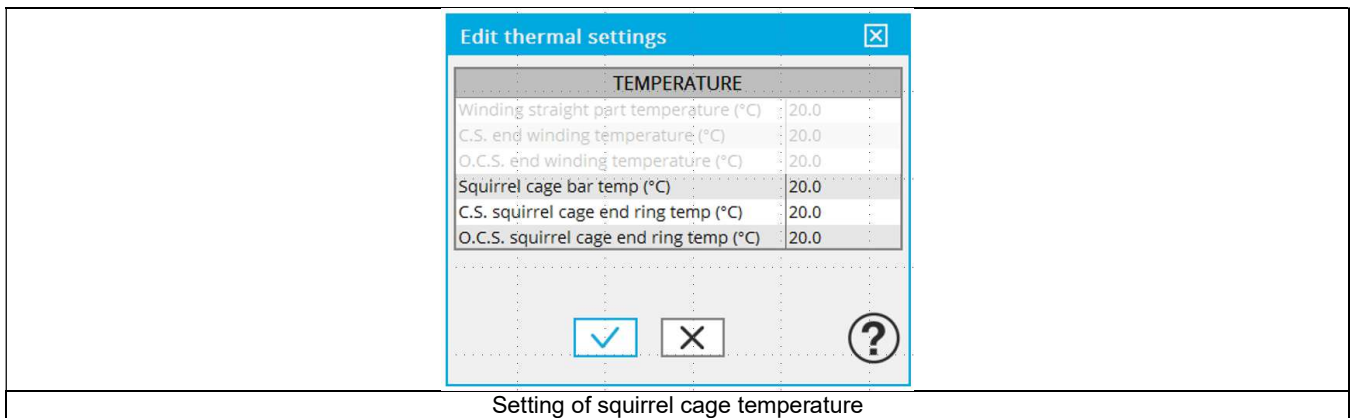 Edit thermal settings
TEMPERATURE
Winding straight part temperature (°C) 20.0
C.S. end winding temperature (°C) 20.0
O.C.S. end winding temperature (°C) 20.0
Squirrel cage bar temp (°C) 20.0
C.S. squirrel cage end ring temp (°C) 20.0
O.C.S. squirrel cage end ring temp (°C) 20.0
?
Setting of squirrel cage temperature